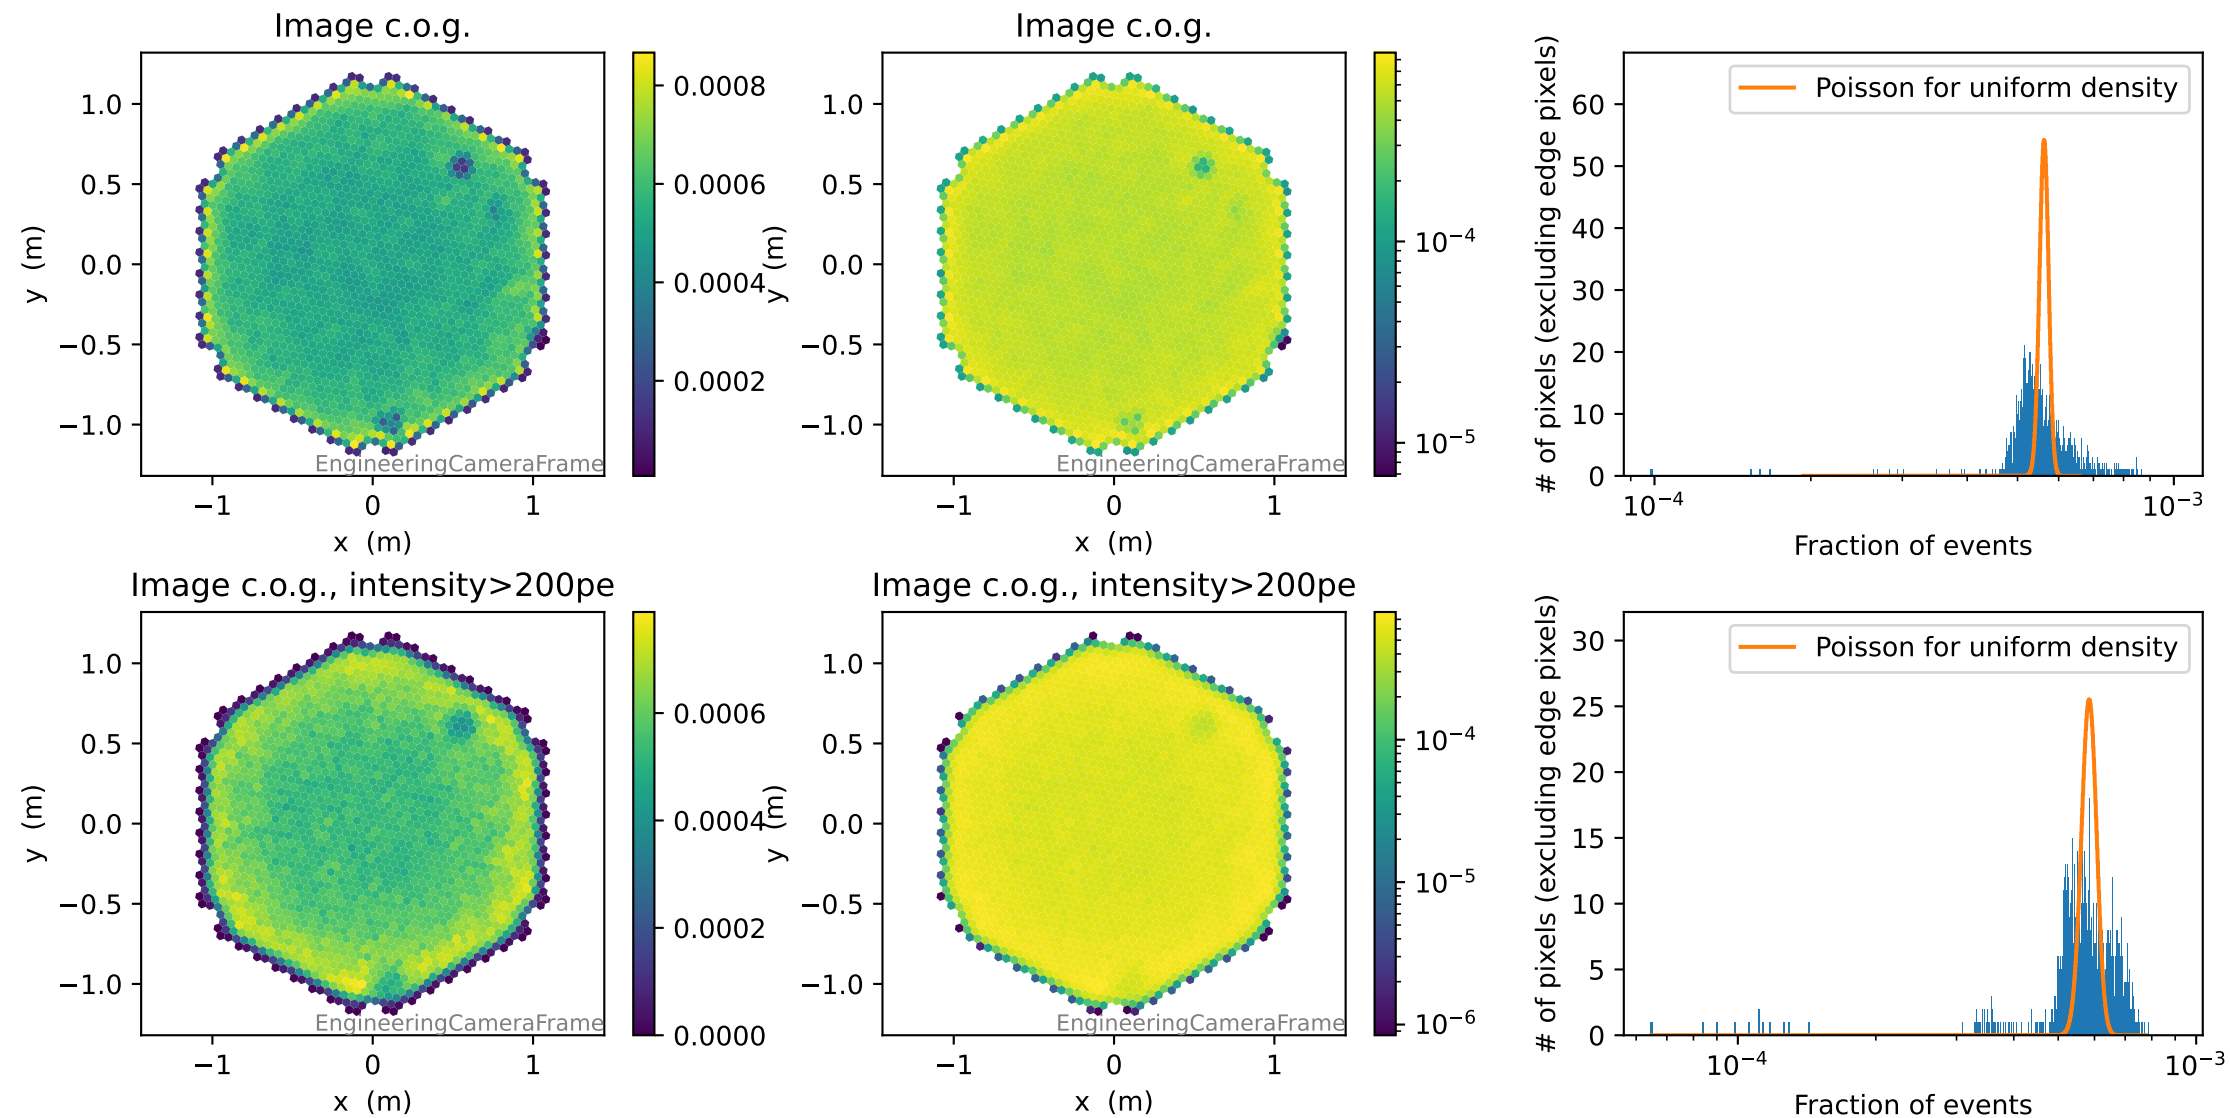 Image c.o.g.
1.0
0.5
0.0
−0.5
−1.0
y (m)
−1
0
1
x (m)
EngineeringCameraFrame
0.0008
0.0006
0.0004
0.0002
Image c.o.g.
1.0
0.5
0.0
−0.5
−1.0
y (m)
−1
0
1
x (m)
EngineeringCameraFrame
10⁻⁴
10⁻⁵
Poisson for uniform density
# of pixels (excluding edge pixels)
60
50
40
30
20
10
0
10⁻⁴
10⁻³
Fraction of events
Image c.o.g., intensity>200pe
1.0
0.5
0.0
−0.5
−1.0
y (m)
−1
0
1
x (m)
EngineeringCameraFrame
0.0006
0.0004
0.0002
0.0000
Image c.o.g., intensity>200pe
1.0
0.5
0.0
−0.5
−1.0
y (m)
−1
0
1
x (m)
EngineeringCameraFrame
10⁻⁴
10⁻⁵
10⁻⁶
Poisson for uniform density
# of pixels (excluding edge pixels)
30
25
20
15
10
5
0
10⁻⁴
10⁻³
Fraction of events